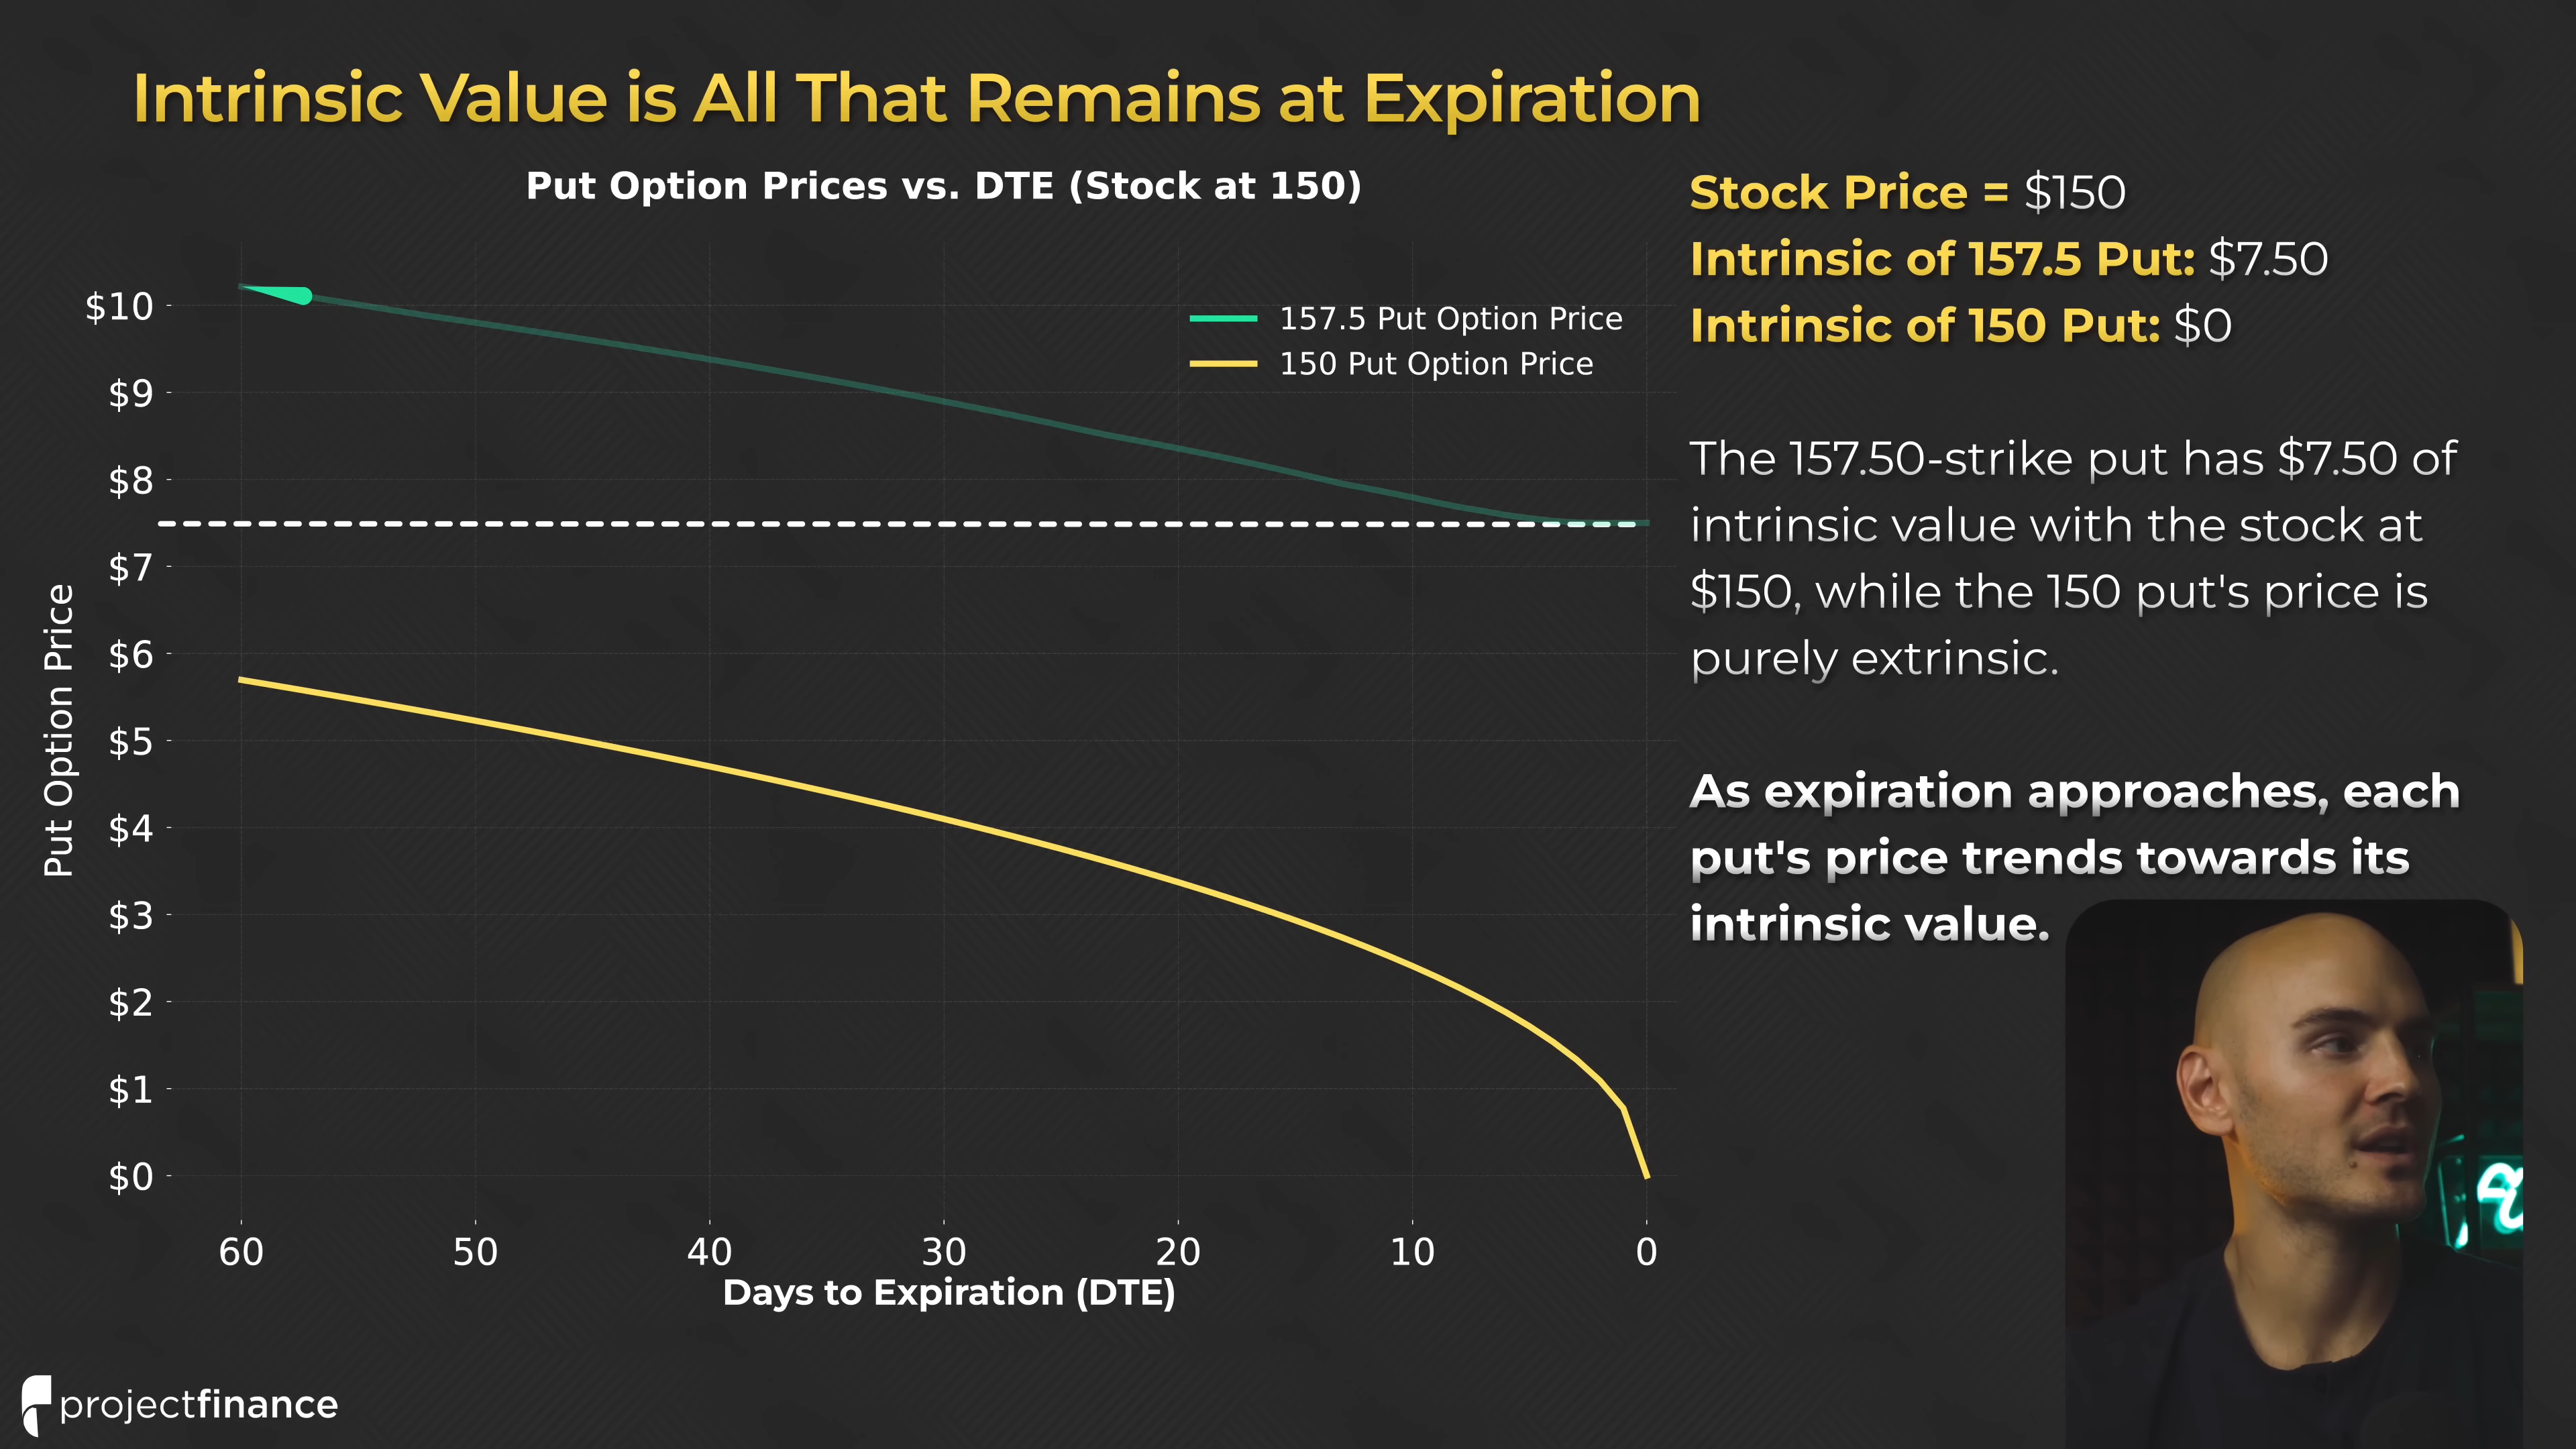 Intrinsic Value is All That Remains at Expiration
Put Option Prices vs. DTE (Stock at 150)
157.5 Put Option Price
150 Put Option Price
Put Option Price
$10
$9
$8
$7
$6
$5
$4
$3
$2
$1
$0
60 50 40 30 20 10 0
Days to Expiration (DTE)
Stock Price = $150
Intrinsic of 157.5 Put: $7.50
Intrinsic of 150 Put: $0
The 157.50-strike put has $7.50 of
intrinsic value with the stock at
$150, while the 150 put's price is
purely extrinsic.
As expiration approaches, each
put's price trends towards its
intrinsic value.
projectfinance